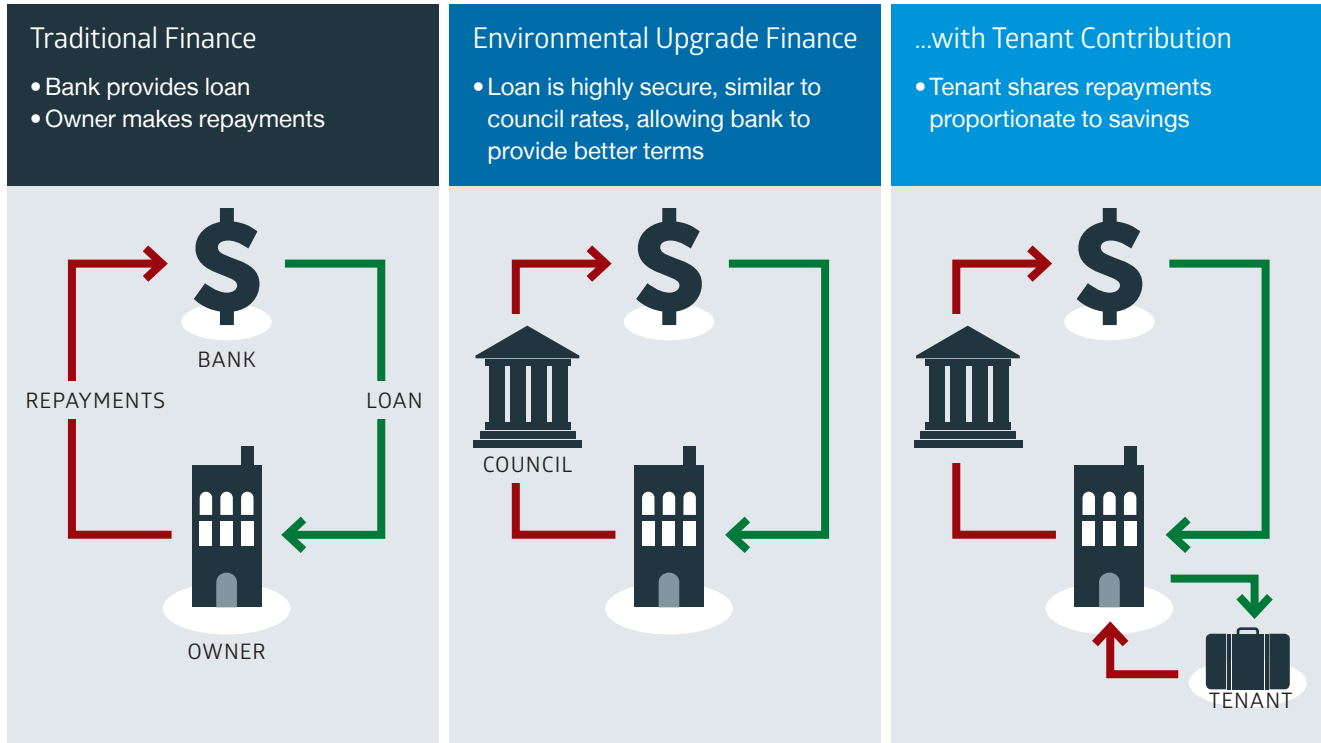 Traditional Finance
• Bank provides loan
• Owner makes repayments
Environmental Upgrade Finance
• Loan is highly secure, similar to
council rates, allowing bank to
provide better terms
...with Tenant Contribution
• Tenant shares repayments
proportionate to savings
BANK
REPAYMENTS
LOAN
OWNER
COUNCIL
TENANT